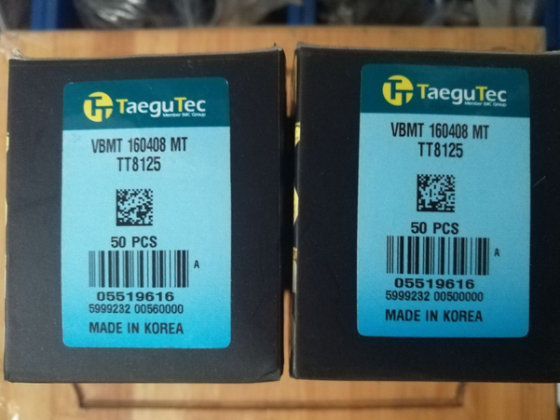 TaeguTec
Member IMC Group
VBMT 160408 MT
TT8125
50 PCS
A
05519616
5999232 00560000
MADE IN KOREA
TaeguTec
Member IMC Group
VBMT 160408 MT
TT8125
50 PCS
A
05519616
5999232 00500000
MADE IN KOREA